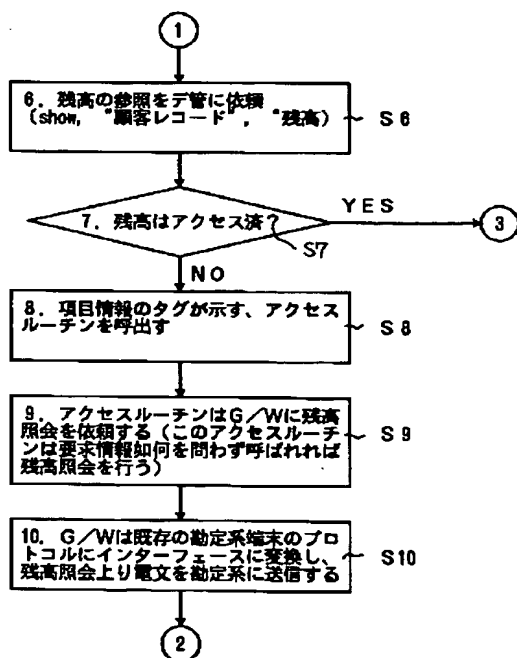 1
6．残高の参照をデ管に依頼
(show, “顧客レコード”, “残高)
S6
7．残高はアクセス済?
YES
3
S7
NO
8．項目情報のタグが示す、アクセス
ルーチンを呼出す
S8
9．アクセスルーチンはG／Wに残高
照会を依頼する（このアクセスルーチ
ンは要求情報如何を問わず呼ばれれば
残高照会を行う）
S9
10．G／Wは既存の勘定系端末のプロ
トコルにインターフェースに変換し、
残高照会上り電文を勘定系に送信する
S10
2